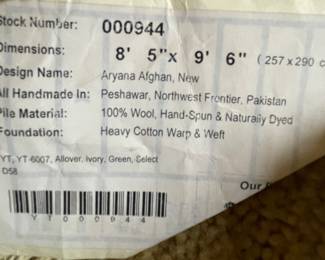 Stock Number: 000944
Dimensions: 8' 5"x 9' 6" (257 x 290 c
Design Name: Aryana Afghan, New
All Handmade In: Peshawar, Northwest Frontier, Pakistan
Pile Material: 100% Wool, Hand-Spun & Naturally Dyed
Foundation: Heavy Cotton Warp & Weft
YT, YT-6007, Allover, Ivory, Green, Select
D58
Our
YT000944